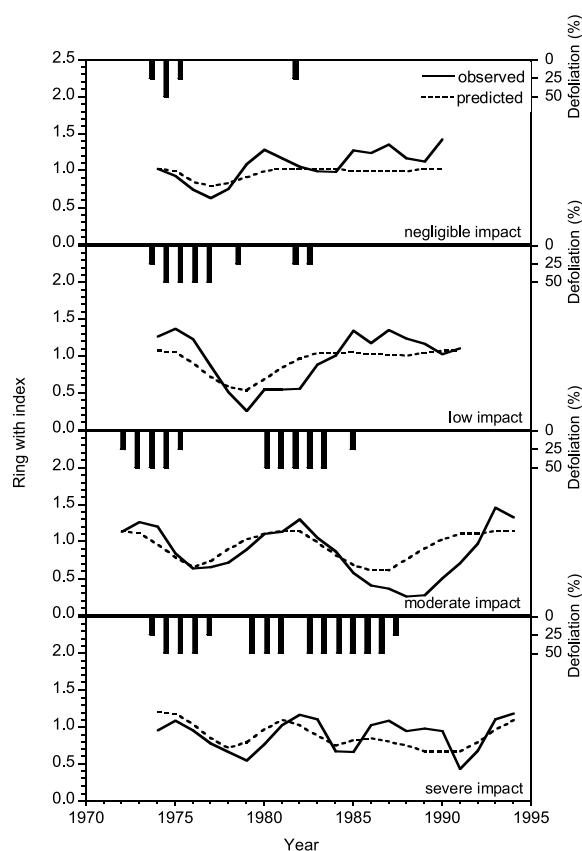 2.5
2.0
1.5
1.0
0.5
0.0
observed
predicted
negligible impact
0
25
50
Defoliation (%)
2.0
1.5
1.0
0.5
0.0
low impact
0
25
50
Defoliation (%)
2.0
1.5
1.0
0.5
0.0
moderate impact
0
25
50
Defoliation (%)
2.0
1.5
1.0
0.5
0.0
severe impact
0
25
50
Defoliation (%)
Ring with index
1970 1975 1980 1985 1990 1995
Year